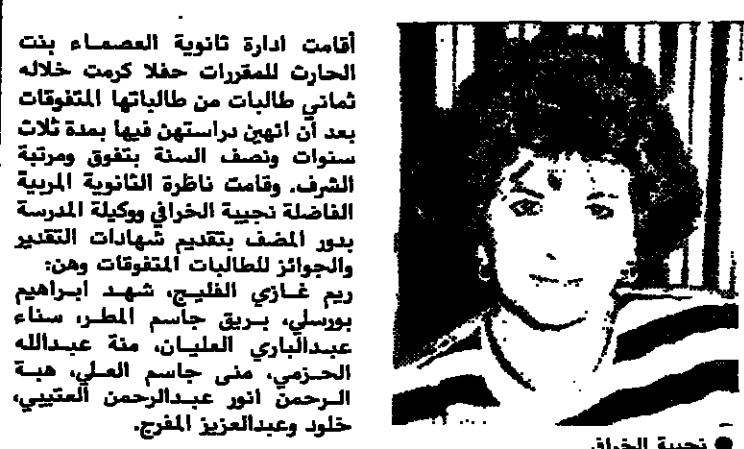 أقامت ادارة ثانوية العصماء بنت
الحارث للمقررات حفلا كرمت خلاله
ثماني طالبات من طالباتها المتفوقات
بعد أن انهين دراستهن فيها بمدة ثلاث
سنوات ونصف السنة بتفوق ومرتبة
الشرف. وقامت ناظرة الثانوية المربية
الفاضلة نجيبة الخرافي ووكيلة المدرسة
بدور المضف بتقديم شهادات التقدير
والجوائز للطالبات المتفوقات وهن:
ريم غازي الفليج، شهد ابراهيم
بورسلي، بريق جاسم المطر، سناء
عبدالباري العليان، منة عبدالله
الحزمي، منى جاسم العلي، هبة
الرحمن انور عبدالرحمن العتيبي،
خلود وعبدالعزيز المفرج.
● نجيبة الخرافي